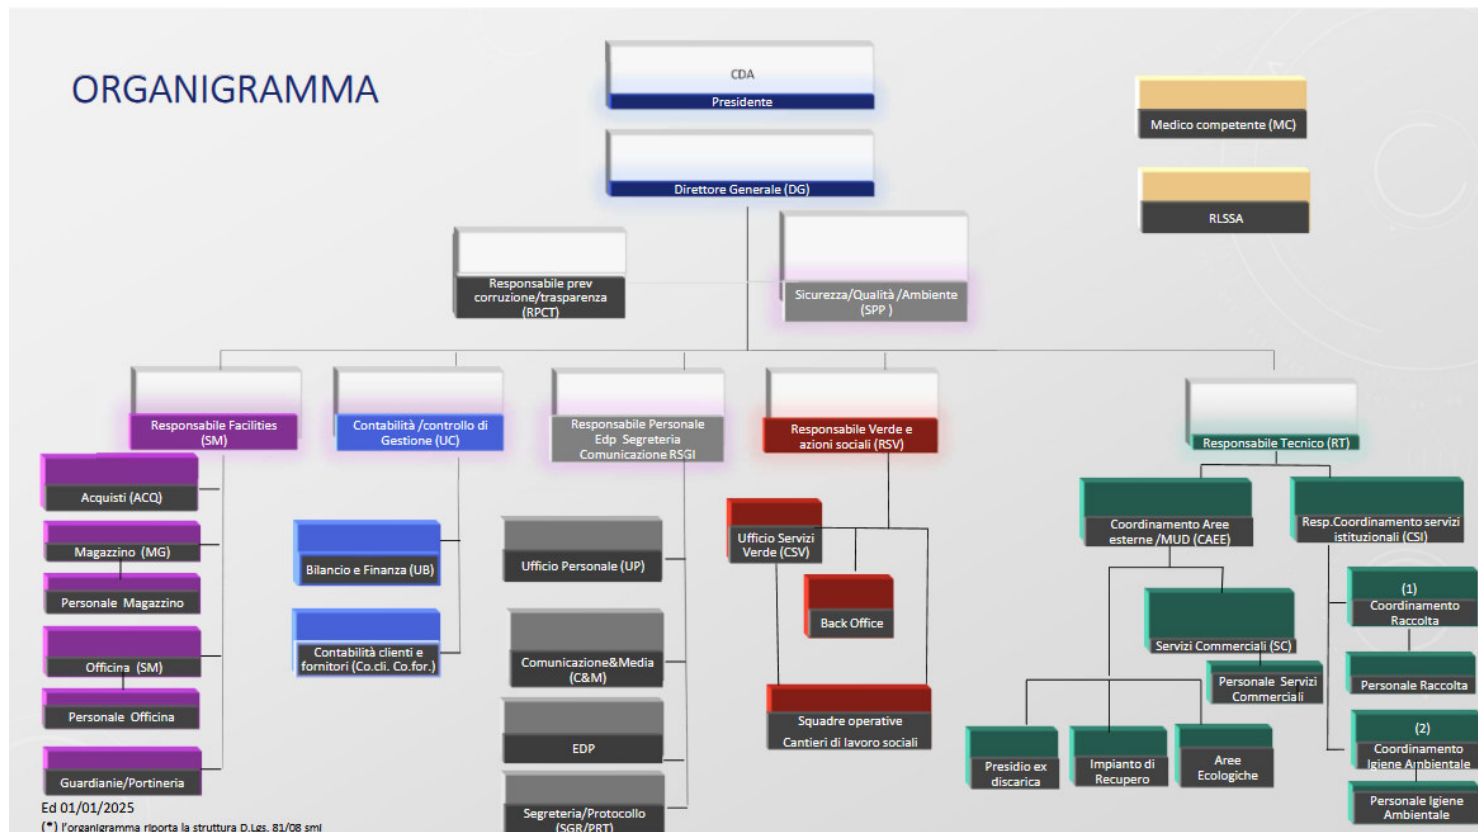 ORGANIGRAMMA
CDA
Presidente
Direttore Generale (DG)
Medico competente (MC)
RLSSA
Responsabile prev
corruzione/trasparenza
(RPCT)
Sicurezza/Qualità /Ambiente
(SPP )
Responsabile Facilities
(SM)
Acquisti (ACQ)
Magazzino (MG)
Personale Magazzino
Officina (SM)
Personale Officina
Guardianie/Portineria
Contabilità /controllo di
Gestione (UC)
Bilancio e Finanza (UB)
Contabilità clienti e
fornitori (Co.cli. Co.for.)
Responsabile Personale
Edp Segreteria
Comunicazione RSGI
Ufficio Personale (UP)
Comunicazione&Media
(C&M)
EDP
Segreteria/Protocollo
(SGR/PRT)
Responsabile Verde e
azioni sociali (RSV)
Ufficio Servizi
Verde (CSV)
Back Office
Squadre operative
Cantieri di lavoro sociali
Responsabile Tecnico (RT)
Coordinamento Aree
esterne /MUD (CAEE)
Servizi Commerciali (SC)
Personale Servizi
Commerciali
Presidio ex
discarica
Impianto di
Recupero
Aree
Ecologiche
Resp.Coordinamento servizi
istituzionali (CSI)
(1)
Coordinamento
Raccolta
Personale Raccolta
(2)
Coordinamento
Igiene Ambientale
Personale Igiene
Ambientale
Ed 01/01/2025
(*) l'organigramma riporta la struttura D.Lgs. 81/08 smi